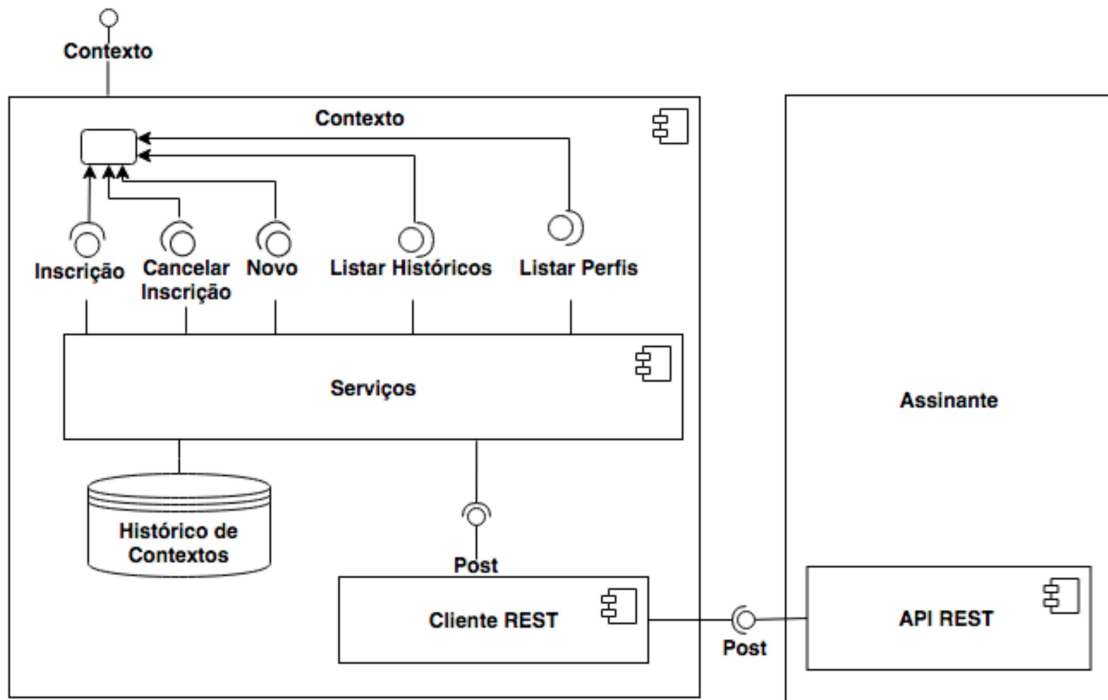 Contexto
Contexto
Inscrição
Cancelar
Inscrição
Novo
Listar Históricos
Listar Perfis
Serviços
Assinante
Histórico de
Contextos
Post
Cliente REST
Post
API REST